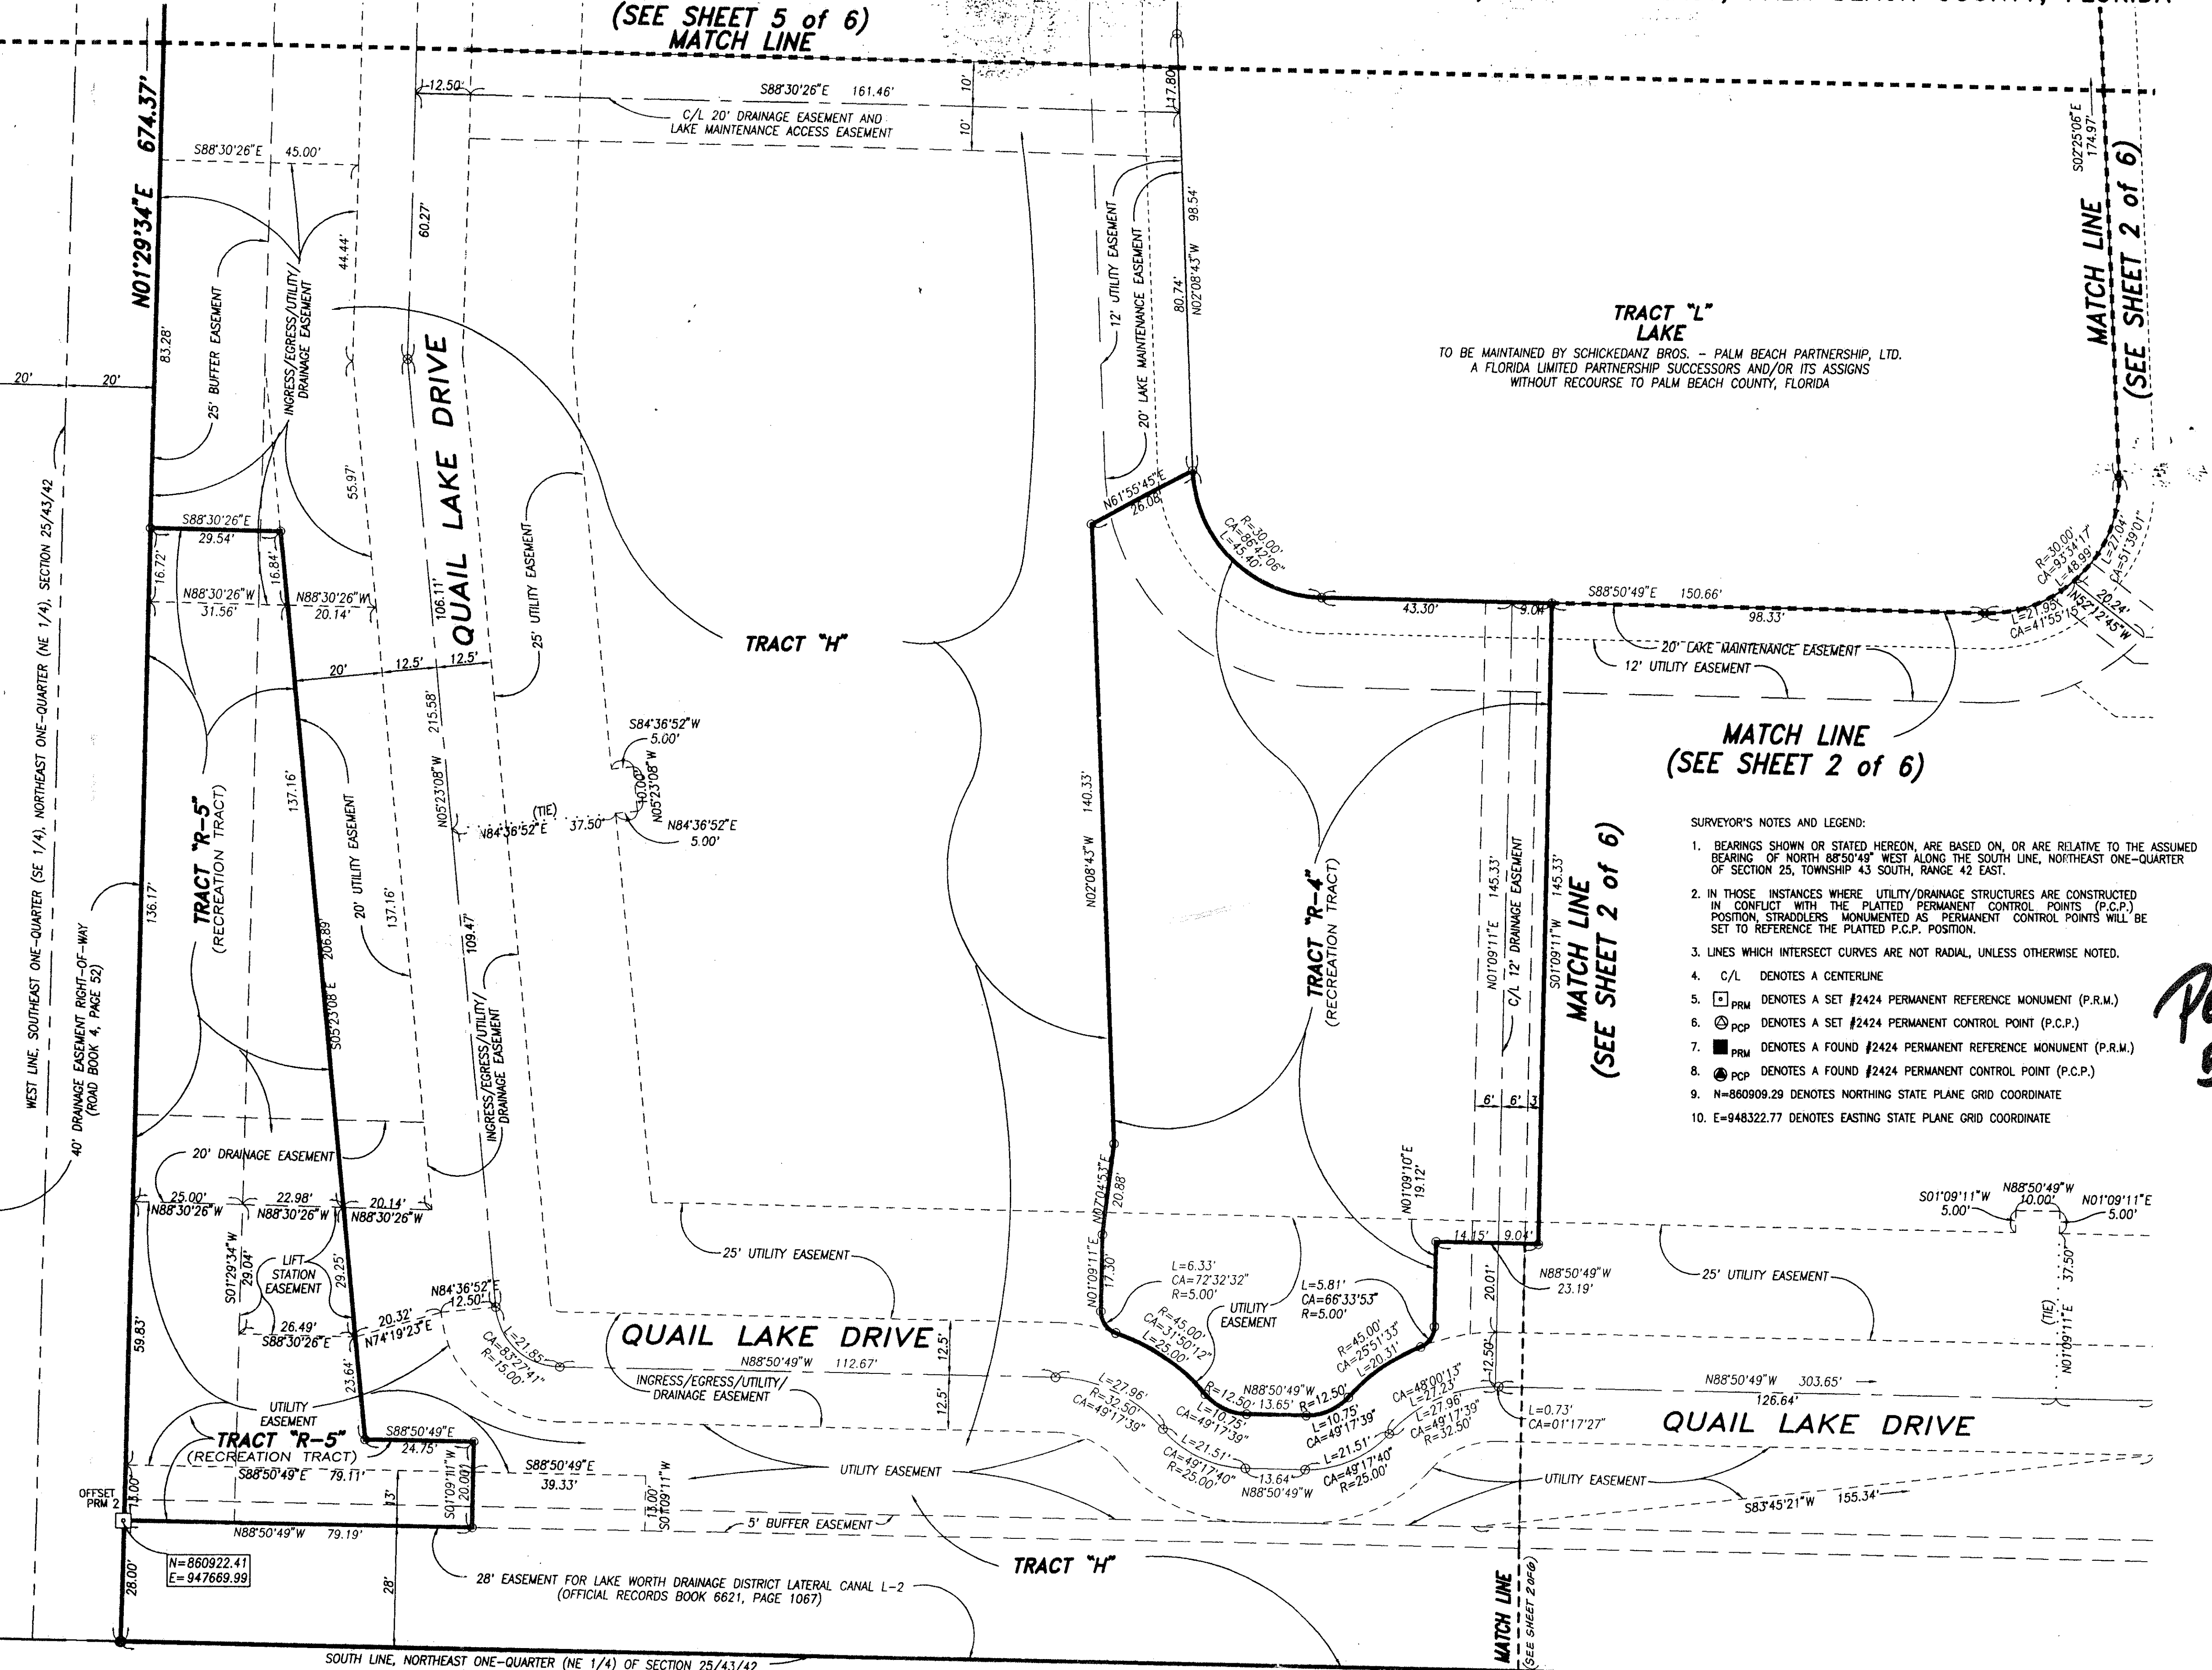 PALM BEACH COUNTY, FLORIDA
(SEE SHEET 5 of 6)
MATCH LINE
N01°29'34"E 674.37'
12.50'
S88°30'26"E 161.46'
C/L 20' DRAINAGE EASEMENT AND
LAKE MAINTENANCE ACCESS EASEMENT
10'
10'
17.80'
S88°30'26"E 45.00'
60.27'
44.44'
12' UTILITY EASEMENT
20' LAKE MAINTENANCE EASEMENT
98.54'
80.74'
N02°08'43"W
S02°25'06"E
174.97'
MATCH LINE
(SEE SHEET 2 of 6)
83.28'
25' BUFFER EASEMENT
INGRESS/EGRESS/UTILITY/
DRAINAGE EASEMENT
20'
20'
TRACT "L"
LAKE
TO BE MAINTAINED BY SCHICKEDANZ BROS. - PALM BEACH PARTNERSHIP, LTD.
A FLORIDA LIMITED PARTNERSHIP SUCCESSORS AND/OR ITS ASSIGNS
WITHOUT RECOURSE TO PALM BEACH COUNTY, FLORIDA
55.97'
QUAIL LAKE DRIVE
106.11'
25' UTILITY EASEMENT
N61°55'45"E
26.08'
R=30.00'
CA=86°42'06"
L=45.40'
S88°30'26"E
29.54'
16.72'
16.84'
N88°30'26"W
31.56'
N88°30'26"W
20.14'
43.30'
9.04'
S88°50'49"E 150.66'
98.33'
R=30.00'
CA=93°34'17"
L=48.99'
L=27.04'
CA=51°39'01"
20.24'
N52°12'45"W
L=21.95'
CA=41°55'15"
20' LAKE MAINTENANCE EASEMENT
12' UTILITY EASEMENT
TRACT "H"
20'
12.5'
12.5'
215.58'
N05°23'08"W
S84°36'52"W
5.00'
10.00'
N05°23'08"W
(TIE)
N84°36'52"E 37.50'
N84°36'52"E
5.00'
MATCH LINE
(SEE SHEET 2 of 6)
WEST LINE, SOUTHEAST ONE-QUARTER (SE 1/4), NORTHEAST ONE-QUARTER (NE 1/4), SECTION 25/43/42
40' DRAINAGE EASEMENT RIGHT-OF-WAY
(ROAD BOOK 4, PAGE 52)
136.17'
TRACT "R-5"
(RECREATION TRACT)
137.16'
20' UTILITY EASEMENT
137.16'
206.89'
S05°23'08"E
109.47'
INGRESS/EGRESS/UTILITY/
DRAINAGE EASEMENT
140.33'
N02°08'43"W
TRACT "R-4"
(RECREATION TRACT)
N01°09'11"E 145.33'
C/L 12' DRAINAGE EASEMENT
S01°09'11"W 145.33'
MATCH LINE
(SEE SHEET 2 of 6)
6' 6' 3
SURVEYOR'S NOTES AND LEGEND:
1. BEARINGS SHOWN OR STATED HEREON, ARE BASED ON, OR ARE RELATIVE TO THE ASSUMED
BEARING OF NORTH 88°50'49" WEST ALONG THE SOUTH LINE, NORTHEAST ONE-QUARTER
OF SECTION 25, TOWNSHIP 43 SOUTH, RANGE 42 EAST.
2. IN THOSE INSTANCES WHERE UTILITY/DRAINAGE STRUCTURES ARE CONSTRUCTED
IN CONFLICT WITH THE PLATTED PERMANENT CONTROL POINTS (P.C.P.)
POSITION, STRADDLERS MONUMENTED AS PERMANENT CONTROL POINTS WILL BE
SET TO REFERENCE THE PLATTED P.C.P. POSITION.
3. LINES WHICH INTERSECT CURVES ARE NOT RADIAL, UNLESS OTHERWISE NOTED.
4. C/L DENOTES A CENTERLINE
5. PRM DENOTES A SET #2424 PERMANENT REFERENCE MONUMENT (P.R.M.)
6. PCP DENOTES A SET #2424 PERMANENT CONTROL POINT (P.C.P.)
7. PRM DENOTES A FOUND #2424 PERMANENT REFERENCE MONUMENT (P.R.M.)
8. PCP DENOTES A FOUND #2424 PERMANENT CONTROL POINT (P.C.P.)
9. N=860909.29 DENOTES NORTHING STATE PLANE GRID COORDINATE
10. E=948322.77 DENOTES EASTING STATE PLANE GRID COORDINATE
20' DRAINAGE EASEMENT
25.00'
N88°30'26"W
22.98'
N88°30'26"W
20.14'
N88°30'26"W
N07°04'53"E
20.88'
N01°09'11"E
17.30'
N01°09'10"E
19.12'
14.15' 9.04'
N88°50'49"W
23.19'
20.01'
S01°09'11"W
5.00'
N88°50'49"W
10.00'
N01°09'11"E
5.00'
25' UTILITY EASEMENT
25' UTILITY EASEMENT
(TIE)
N01°09'11"E 37.50'
S01°29'34"W
29.04'
LIFT
STATION
EASEMENT
29.25'
N84°36'52"E
12.50'
20.32'
N74°19'23"E
26.49'
S88°30'26"E
59.83'
23.64'
L=21.85'
CA=83°27'41"
R=15.00'
QUAIL LAKE DRIVE
N88°50'49"W 112.67'
12.5'
12.5'
INGRESS/EGRESS/UTILITY/
DRAINAGE EASEMENT
L=6.33'
CA=72°32'32"
R=5.00'
UTILITY
EASEMENT
L=5.81'
CA=66°33'53"
R=5.00'
R=45.00'
CA=31°50'12"
L=25.00'
R=45.00'
CA=25°51'33"
L=20.31'
R=12.50'
L=10.75'
CA=49°17'39"
N88°50'49"W
13.65'
R=12.50'
L=10.75'
CA=49°17'39"
L=27.96'
R=32.50'
CA=49°17'39"
CA=48°00'13"
L=27.23'
L=27.96'
CA=49°17'39"
R=32.50'
L=21.51'
CA=49°17'40"
R=25.00'
13.64'
N88°50'49"W
L=21.51'
CA=49°17'40"
R=25.00'
12.50'
L=0.73'
CA=01°17'27"
N88°50'49"W 303.65'
126.64'
QUAIL LAKE DRIVE
UTILITY
EASEMENT
TRACT "R-5"
(RECREATION TRACT)
S88°50'49"E 79.11'
S88°50'49"E
24.75'
S01°09'11"W
20.00'
S88°50'49"E
39.33'
13.00'
S01°09'11"W
UTILITY EASEMENT
UTILITY EASEMENT
S83°45'21"W 155.34'
OFFSET
PRM 2
13.00'
13'
5' BUFFER EASEMENT
N88°50'49"W 79.19'
N=860922.41
E=947669.99
28.00'
28'
28' EASEMENT FOR LAKE WORTH DRAINAGE DISTRICT LATERAL CANAL L-2
(OFFICIAL RECORDS BOOK 6621, PAGE 1067)
TRACT "H"
MATCH LINE
(SEE SHEET 2 OF 6)
SOUTH LINE, NORTHEAST ONE-QUARTER (NE 1/4) OF SECTION 25/43/42